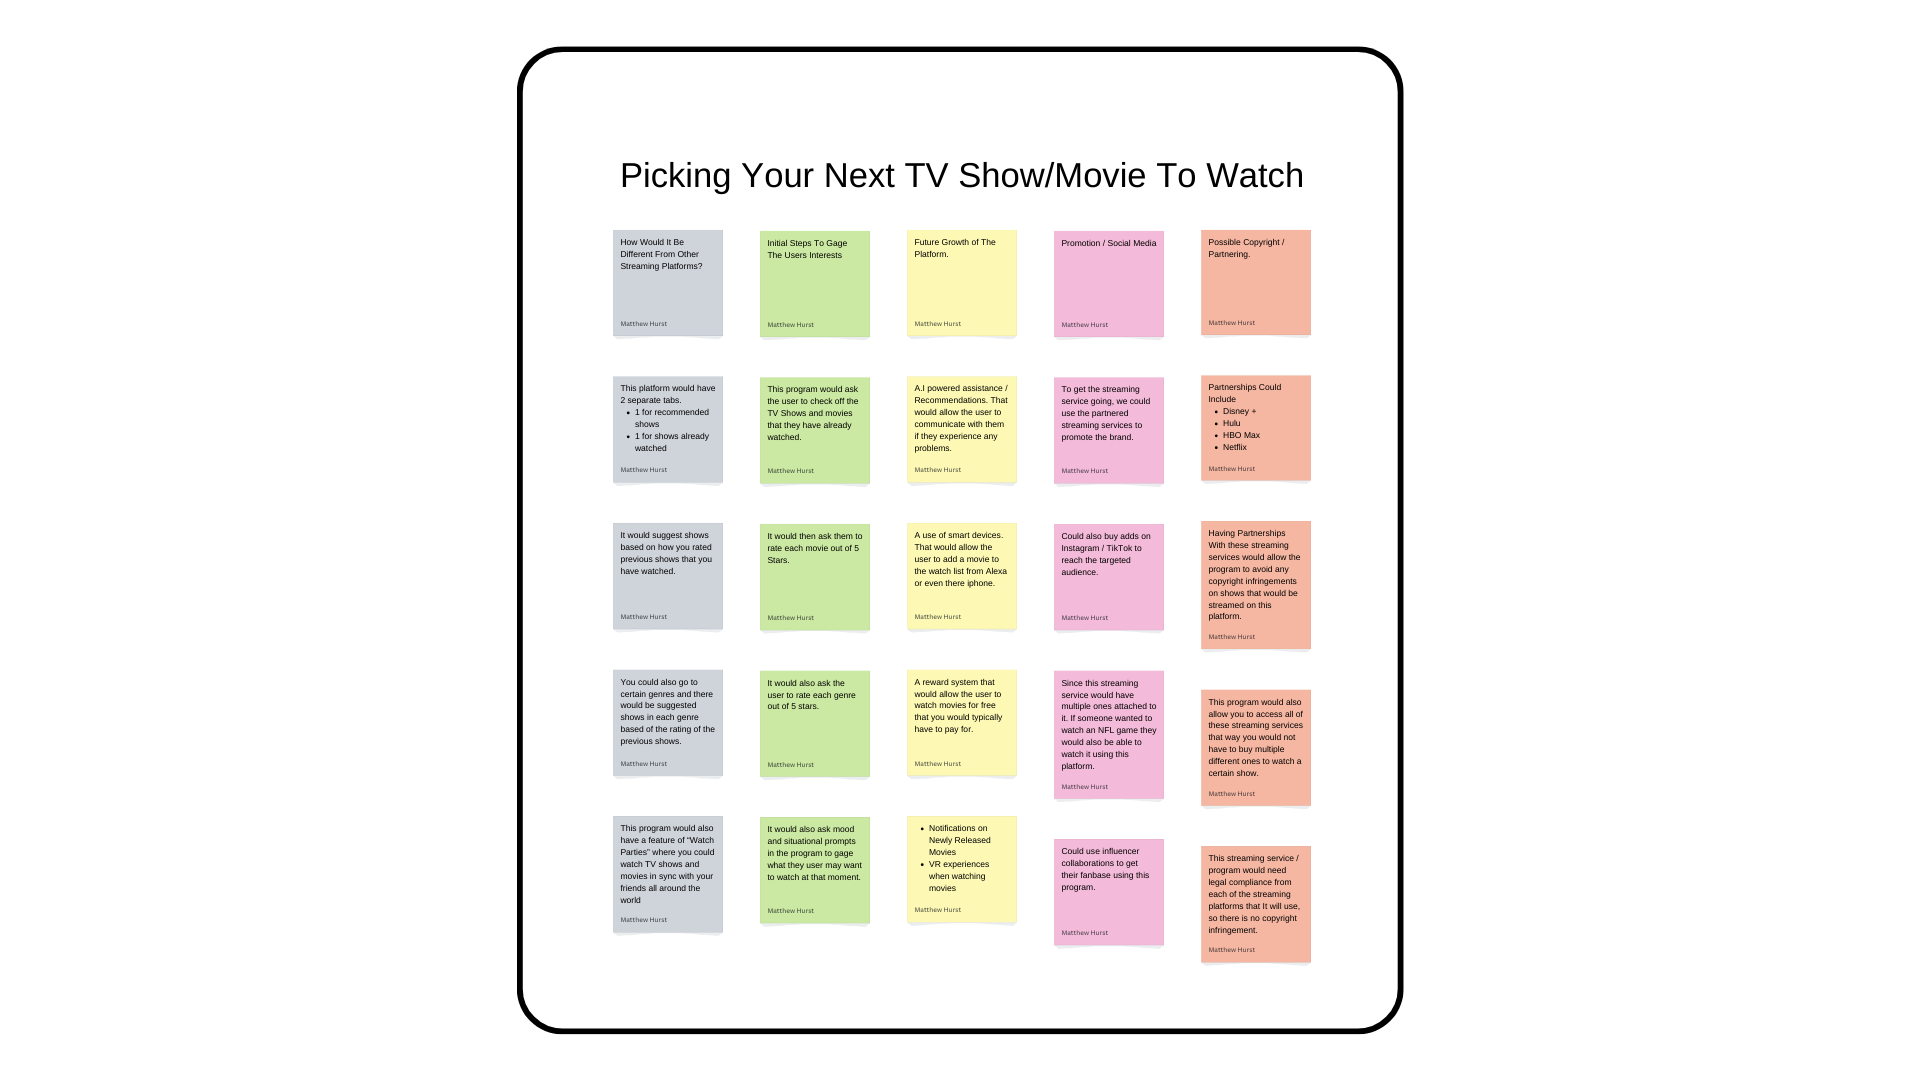 Picking Your Next TV Show/Movie To Watch
How Would It Be
Different From Other
Streaming Platforms?
Matthew Hurst
Initial Steps To Gage
The Users Interests
Matthew Hurst
Future Growth of The
Platform.
Matthew Hurst
Promotion / Social Media
Matthew Hurst
Possible Copyright /
Partnering.
Matthew Hurst
This platform would have
2 separate tabs.
• 1 for recommended
shows
• 1 for shows already
watched
Matthew Hurst
This program would ask
the user to check off the
TV Shows and movies
that they have already
watched.
Matthew Hurst
A.I powered assistance /
Recommendations. That
would allow the user to
communicate with them
if they experience any
problems.
Matthew Hurst
To get the streaming
service going, we could
use the partnered
streaming services to
promote the brand.
Matthew Hurst
Partnerships Could
Include
• Disney +
• Hulu
• HBO Max
• Netflix
Matthew Hurst
It would suggest shows
based on how you rated
previous shows that you
have watched.
Matthew Hurst
It would then ask them to
rate each movie out of 5
Stars.
Matthew Hurst
A use of smart devices.
That would allow the
user to add a movie to
the watch list from Alexa
or even there iphone.
Matthew Hurst
Could also buy adds on
Instagram / TikTok to
reach the targeted
audience.
Matthew Hurst
Having Partnerships
With these streaming
services would allow the
program to avoid any
copyright infringements
on shows that would be
streamed on this
platform.
Matthew Hurst
You could also go to
certain genres and there
would be suggested
shows in each genre
based of the rating of the
previous shows.
Matthew Hurst
It would also ask the
user to rate each genre
out of 5 stars.
Matthew Hurst
A reward system that
would allow the user to
watch movies for free
that you would typically
have to pay for.
Matthew Hurst
Since this streaming
service would have
multiple ones attached to
it. If someone wanted to
watch an NFL game they
would also be able to
watch it using this
platform.
Matthew Hurst
This program would also
allow you to access all of
these streaming services
that way you would not
have to buy multiple
different ones to watch a
certain show.
Matthew Hurst
This program would also
have a feature of “Watch
Parties” where you could
watch TV shows and
movies in sync with your
friends all around the
world
Matthew Hurst
It would also ask mood
and situational prompts
in the program to gage
what they user may want
to watch at that moment.
Matthew Hurst
• Notifications on
Newly Released
Movies
• VR experiences
when watching
movies
Matthew Hurst
Could use influencer
collaborations to get
their fanbase using this
program.
Matthew Hurst
This streaming service /
program would need
legal compliance from
each of the streaming
platforms that It will use,
so there is no copyright
infringement.
Matthew Hurst